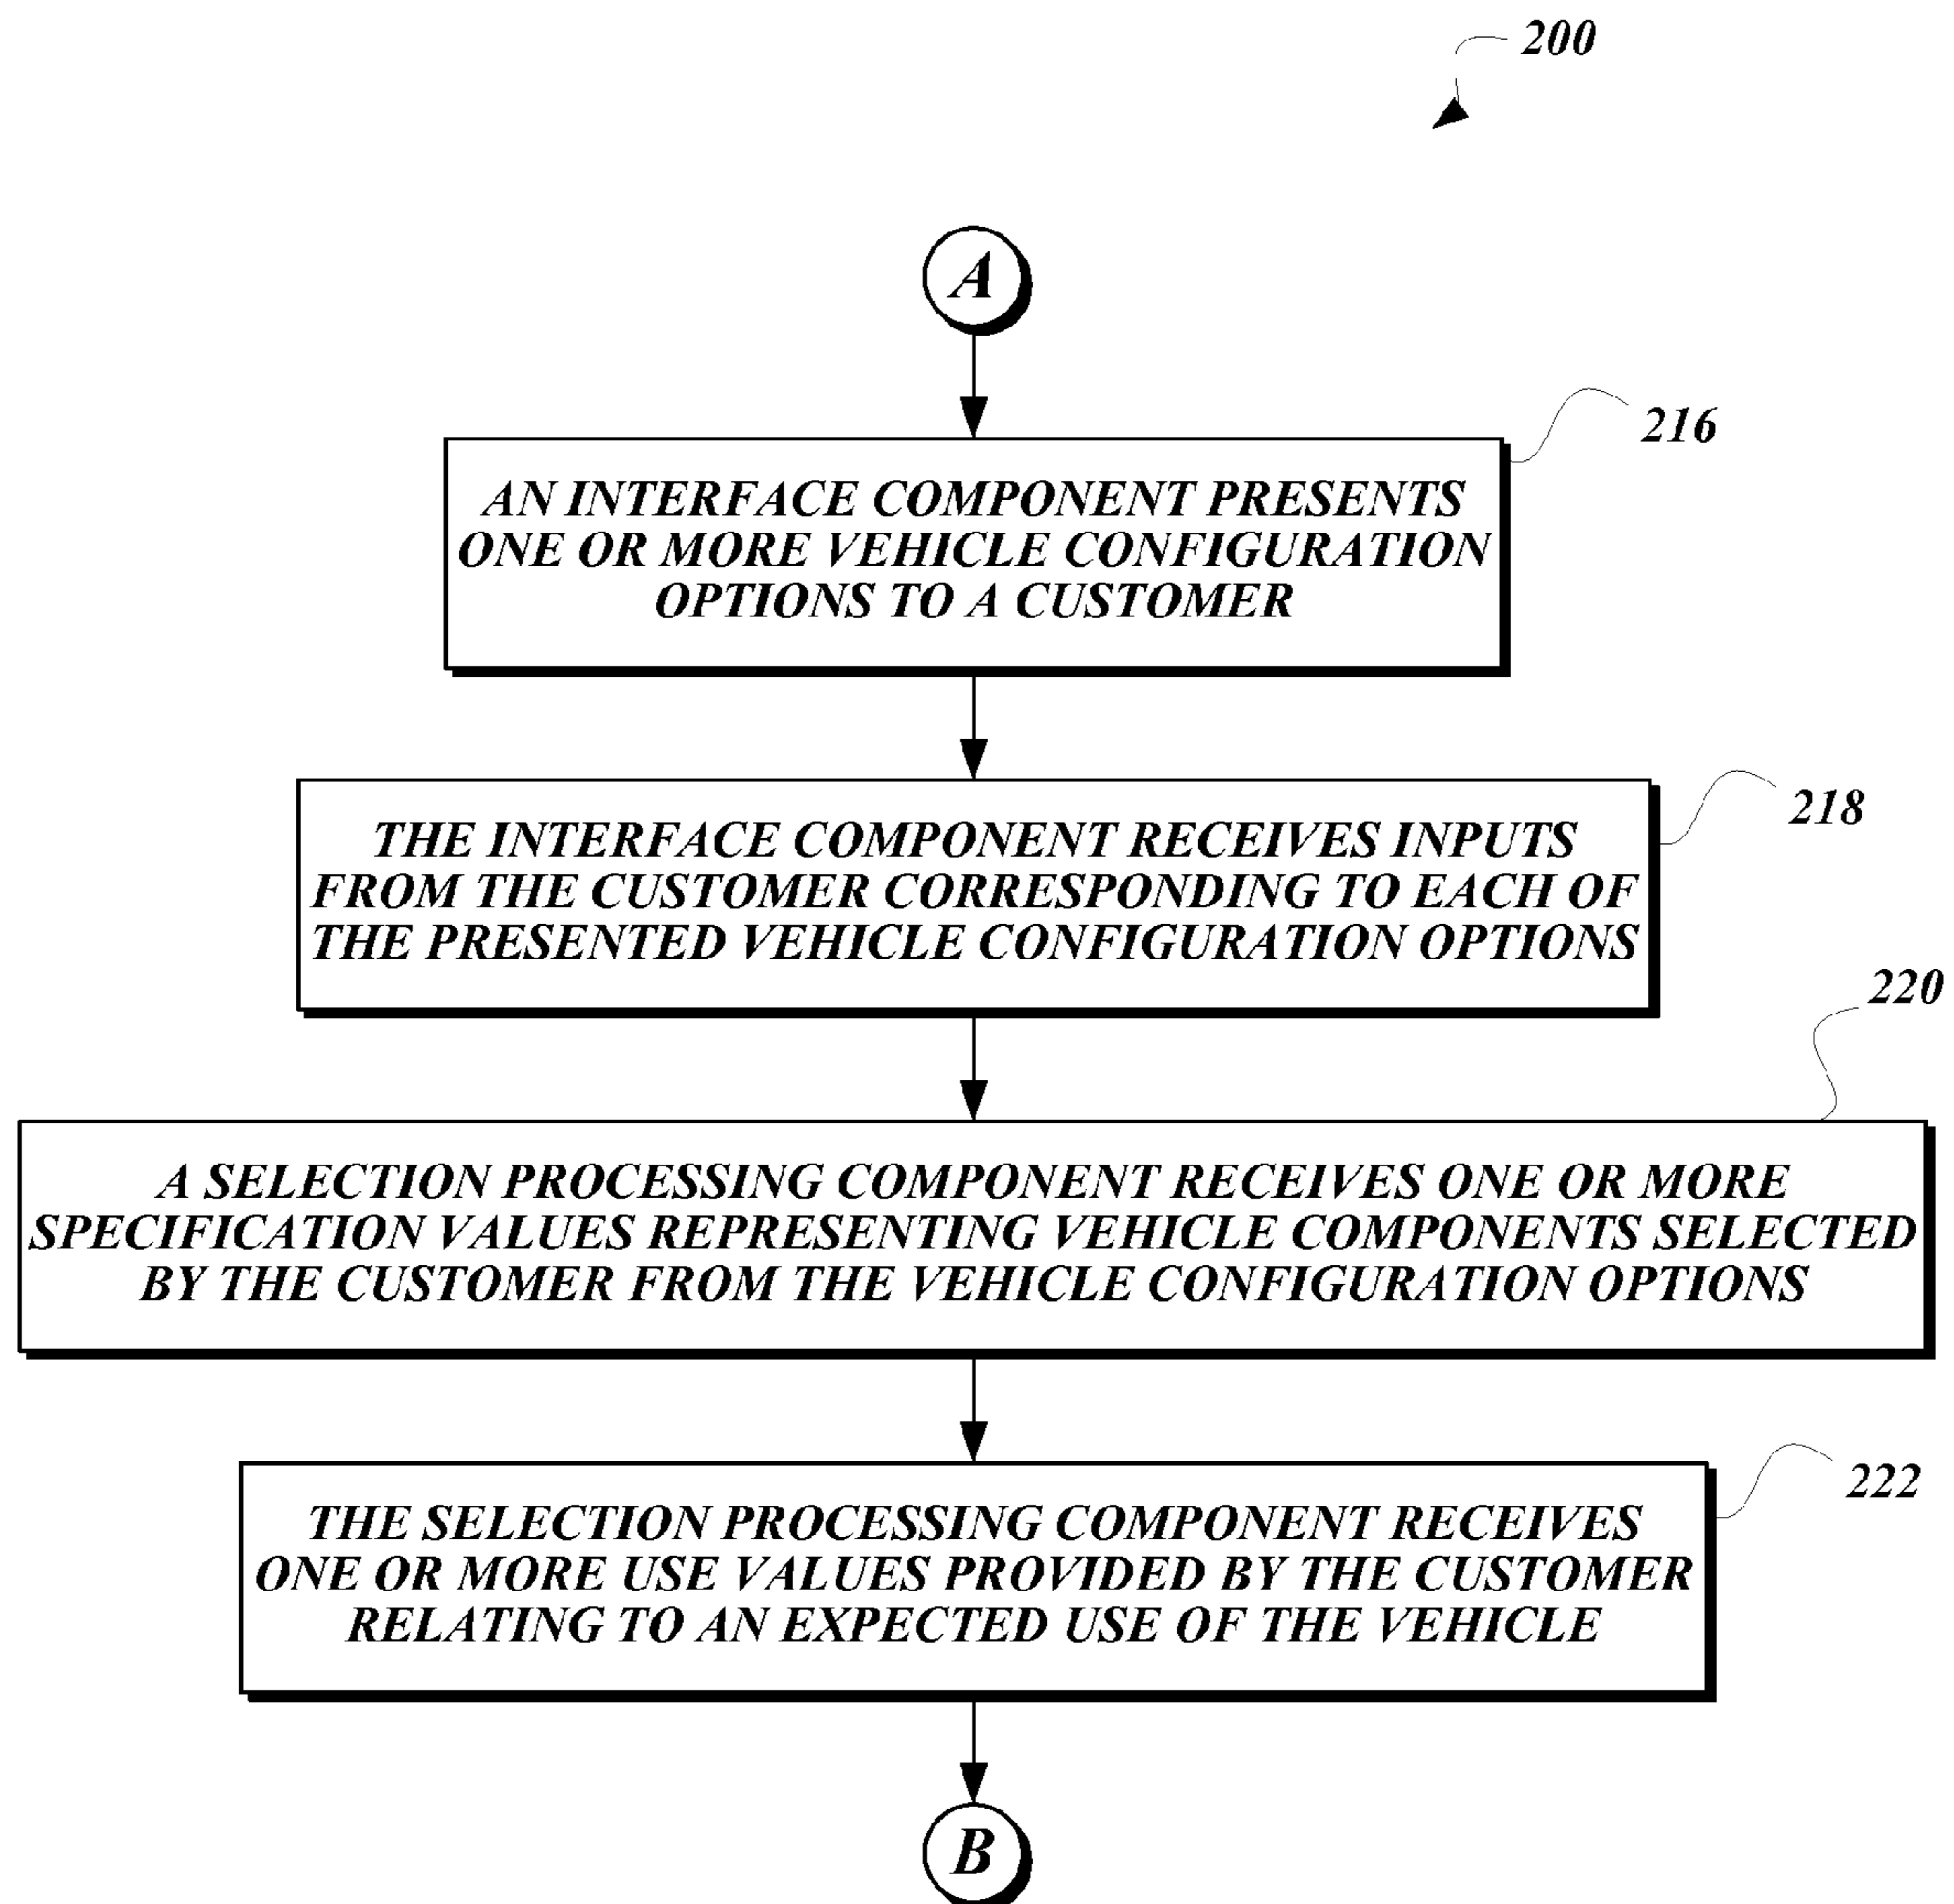 200
A
216
AN INTERFACE COMPONENT PRESENTS
ONE OR MORE VEHICLE CONFIGURATION
OPTIONS TO A CUSTOMER
218
THE INTERFACE COMPONENT RECEIVES INPUTS
FROM THE CUSTOMER CORRESPONDING TO EACH OF
THE PRESENTED VEHICLE CONFIGURATION OPTIONS
220
A SELECTION PROCESSING COMPONENT RECEIVES ONE OR MORE
SPECIFICATION VALUES REPRESENTING VEHICLE COMPONENTS SELECTED
BY THE CUSTOMER FROM THE VEHICLE CONFIGURATION OPTIONS
222
THE SELECTION PROCESSING COMPONENT RECEIVES
ONE OR MORE USE VALUES PROVIDED BY THE CUSTOMER
RELATING TO AN EXPECTED USE OF THE VEHICLE
B